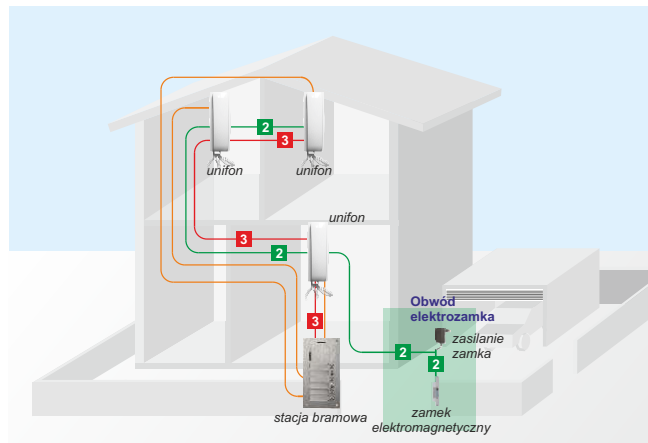 2
3
unifon
unifon
unifon
3
2
Obwód
elektrozamka
3
zasilanie
zamka
2
2
stacja bramowa
zamek
elektromagnetyczny